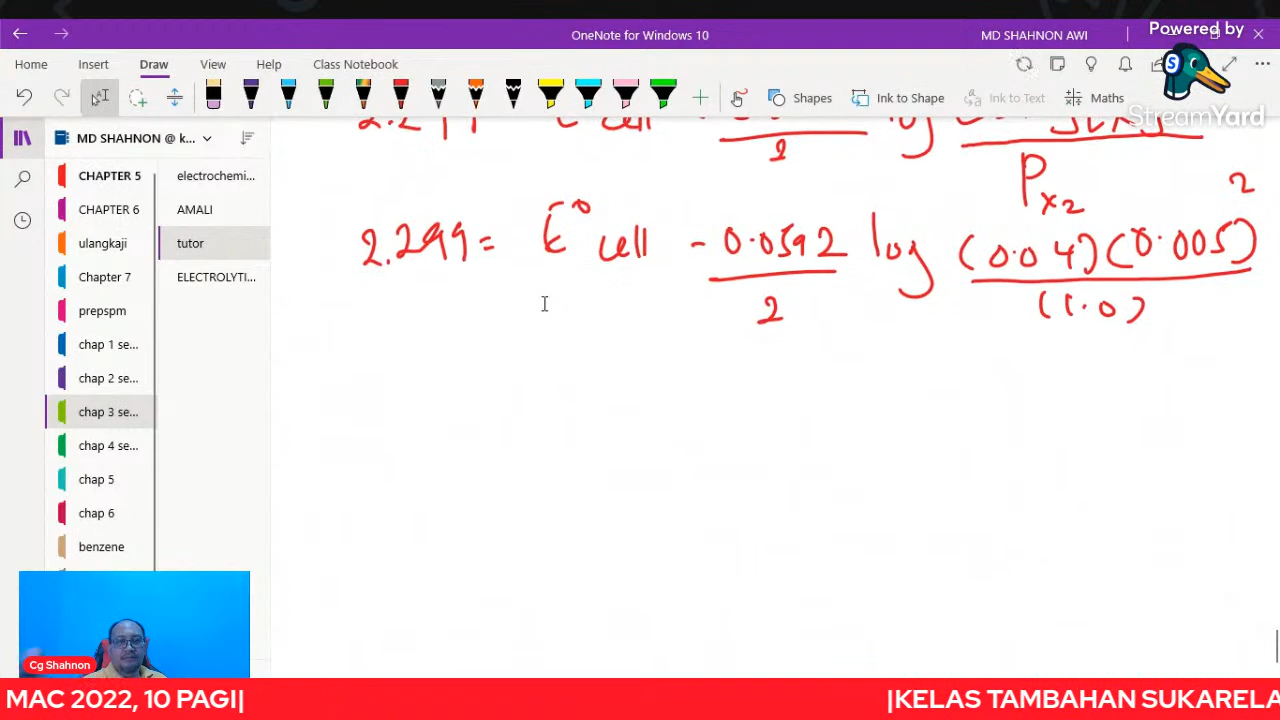 OneNote for Windows 10
MD SHAHNON AWI
Powered by
Home Insert Draw View Help Class Notebook
Shapes Ink to Shape Ink to Text Maths
StreamYard
MD SHAHNON @ k...
CHAPTER 5
CHAPTER 6
ulangkaji
Chapter 7
prepspm
chap 1 se...
chap 2 se...
chap 3 se...
chap 4 se...
chap 5
chap 6
benzene
electrochemi...
AMALI
tutor
ELECTROLYTI...
2 log
P x2
2.299 = E° cell - 0.0592 / 2 log (0.04)(0.005)² / (1.0)
Cg Shahnon
MAC 2022, 10 PAGI| |KELAS TAMBAHAN SUKARELA